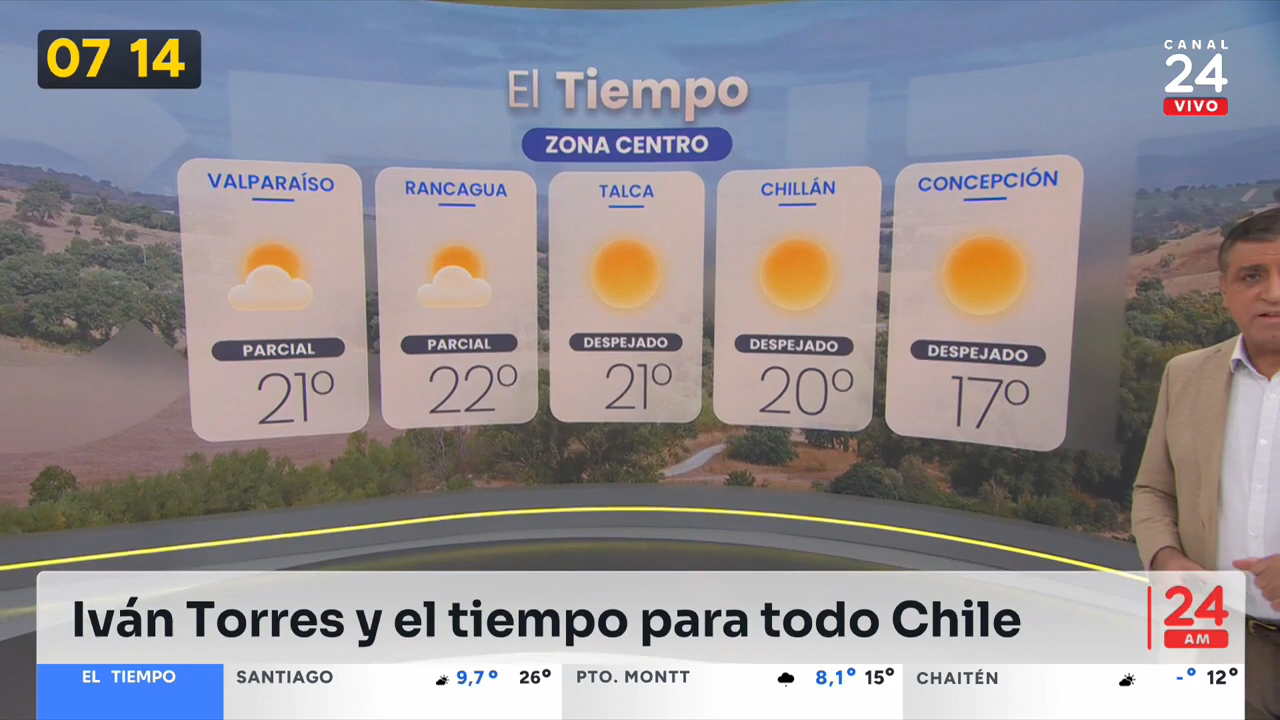 07 14
CANAL
24
VIVO
El Tiempo
ZONA CENTRO
VALPARAÍSO
PARCIAL
21°
RANCAGUA
PARCIAL
22°
TALCA
DESPEJADO
21°
CHILLÁN
DESPEJADO
20°
CONCEPCIÓN
DESPEJADO
17°
Iván Torres y el tiempo para todo Chile
24
AM
EL TIEMPO
SANTIAGO 9,7° 26°
PTO. MONTT 8,1° 15°
CHAITÉN -° 12°